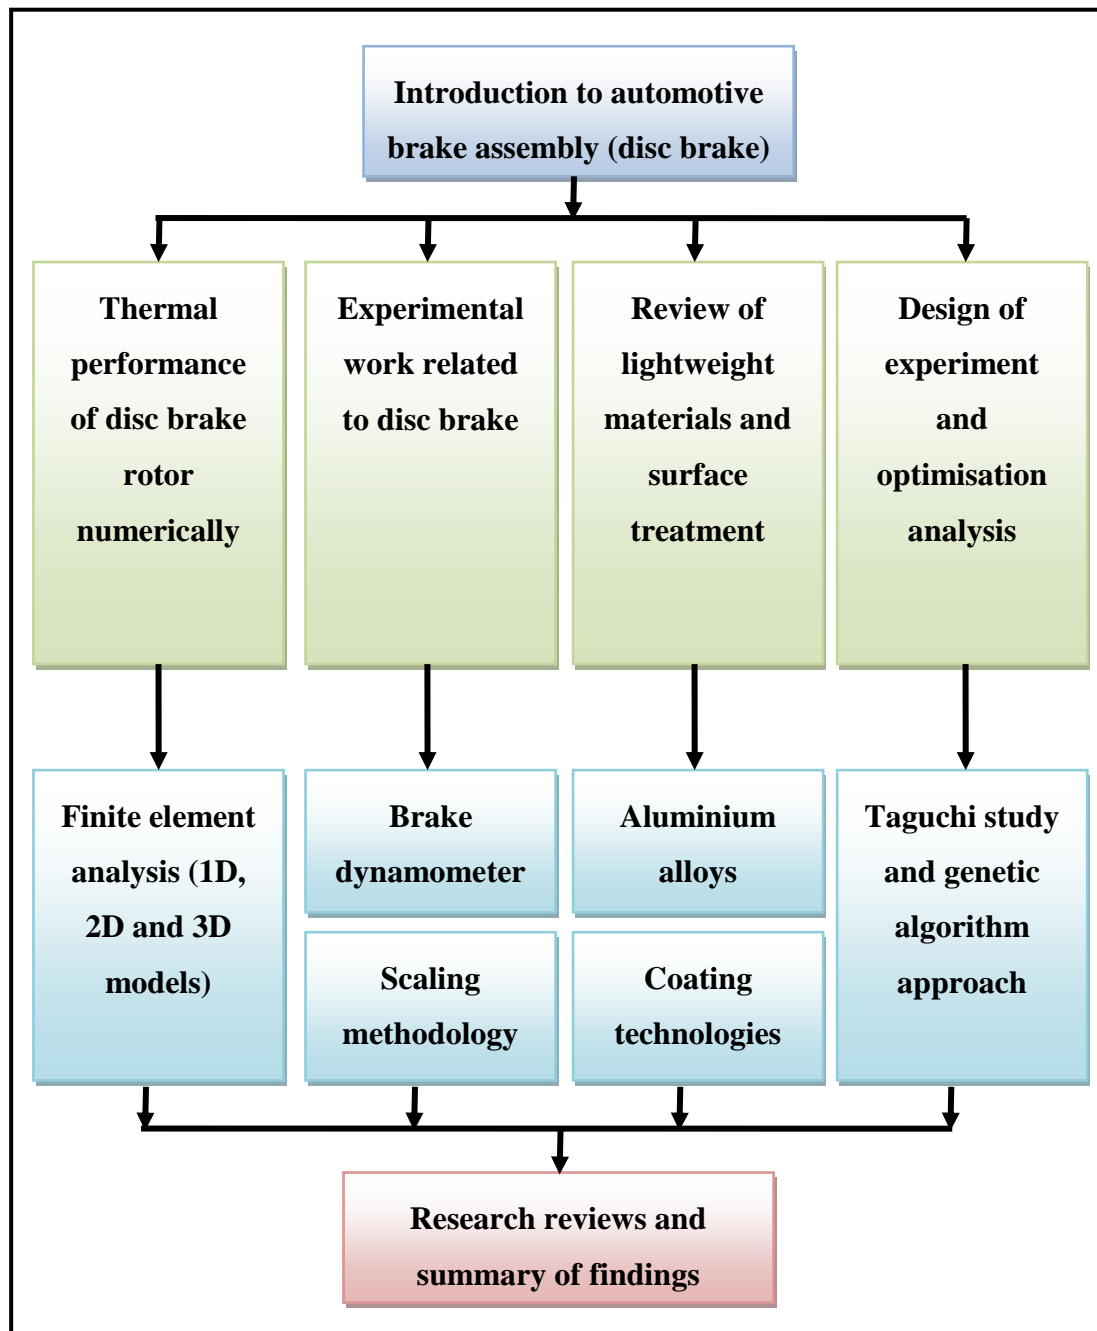 Introduction to automotive
brake assembly (disc brake)
Thermal
performance
of disc brake
rotor
numerically
Experimental
work related
to disc brake
Review of
lightweight
materials and
surface
treatment
Design of
experiment
and
optimisation
analysis
Finite element
analysis (1D,
2D and 3D
models)
Brake
dynamometer
Scaling
methodology
Aluminium
alloys
Coating
technologies
Taguchi study
and genetic
algorithm
approach
Research reviews and
summary of findings